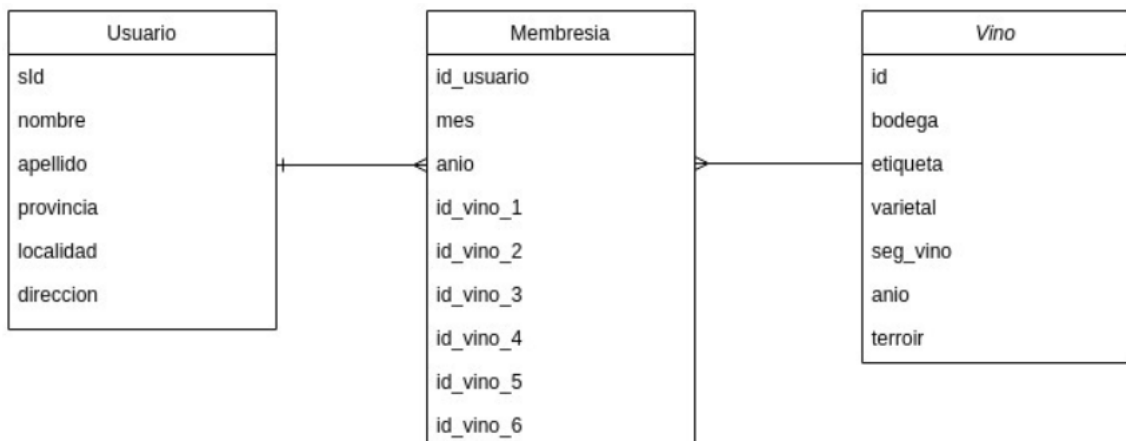 Usuario
sId
nombre
apellido
provincia
localidad
direccion
Membresia
id_usuario
mes
anio
id_vino_1
id_vino_2
id_vino_3
id_vino_4
id_vino_5
id_vino_6
Vino
id
bodega
etiqueta
varietal
seg_vino
anio
terroir